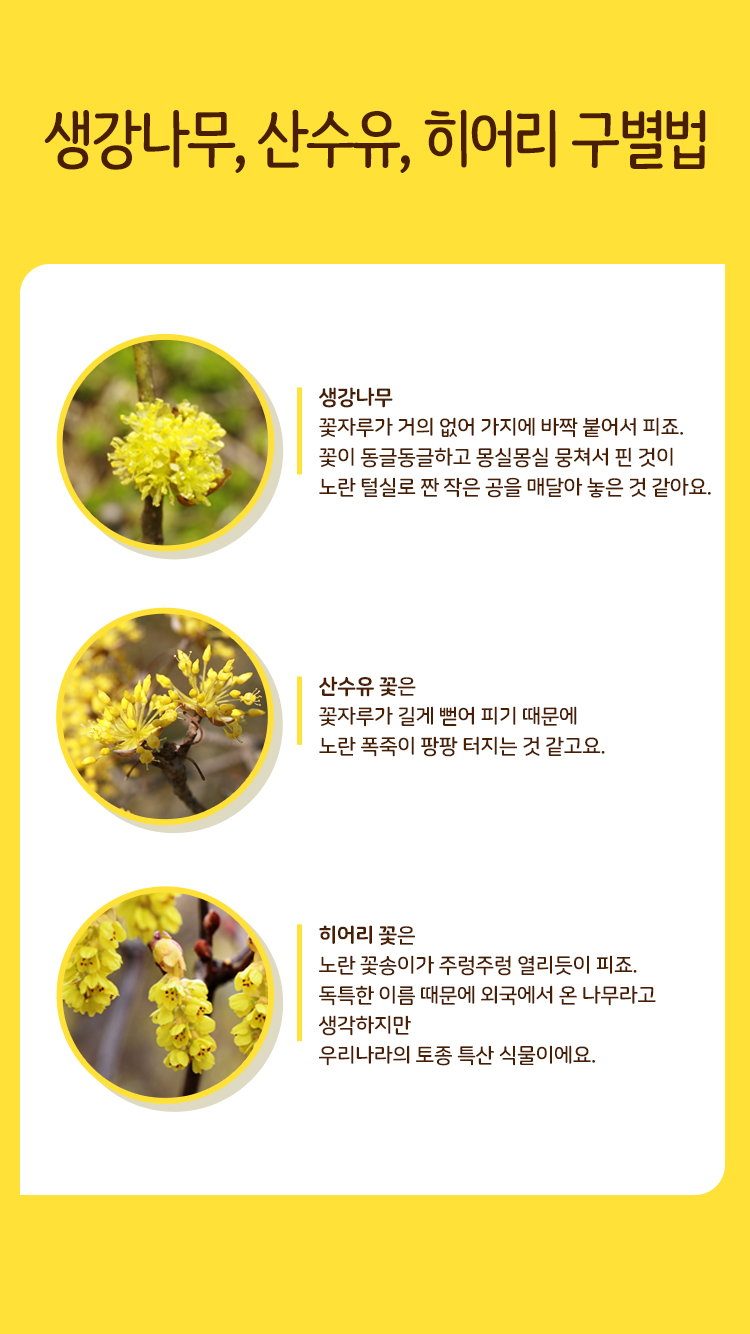 생강나무, 산수유, 히어리 구별법
생강나무
꽃자루가 거의 없어 가지에 바짝 붙어서 피죠.
꽃이 동글동글하고 몽실몽실 뭉쳐서 핀 것이
노란 털실로 짠 작은 공을 매달아 놓은 것 같아요.
산수유 꽃은
꽃자루가 길게 뻗어 피기 때문에
노란 폭죽이 팡팡 터지는 것 같고요.
히어리 꽃은
노란 꽃송이가 주렁주렁 열리듯이 피죠.
독특한 이름 때문에 외국에서 온 나무라고
생각하지만
우리나라의 토종 특산 식물이에요.